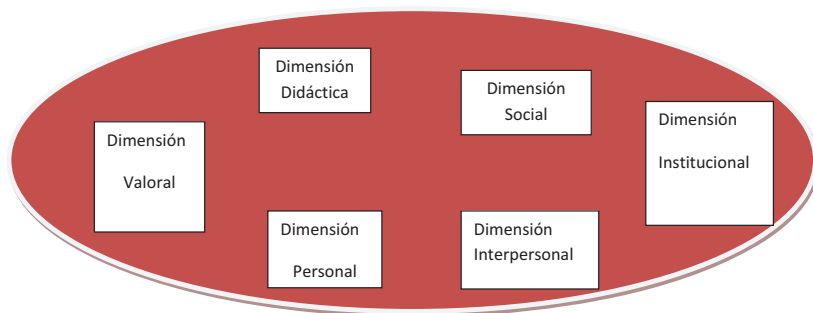 Dimensión
Didáctica
Dimensión
Social
Dimensión
Institucional
Dimensión
Valoral
Dimensión
Personal
Dimensión
Interpersonal